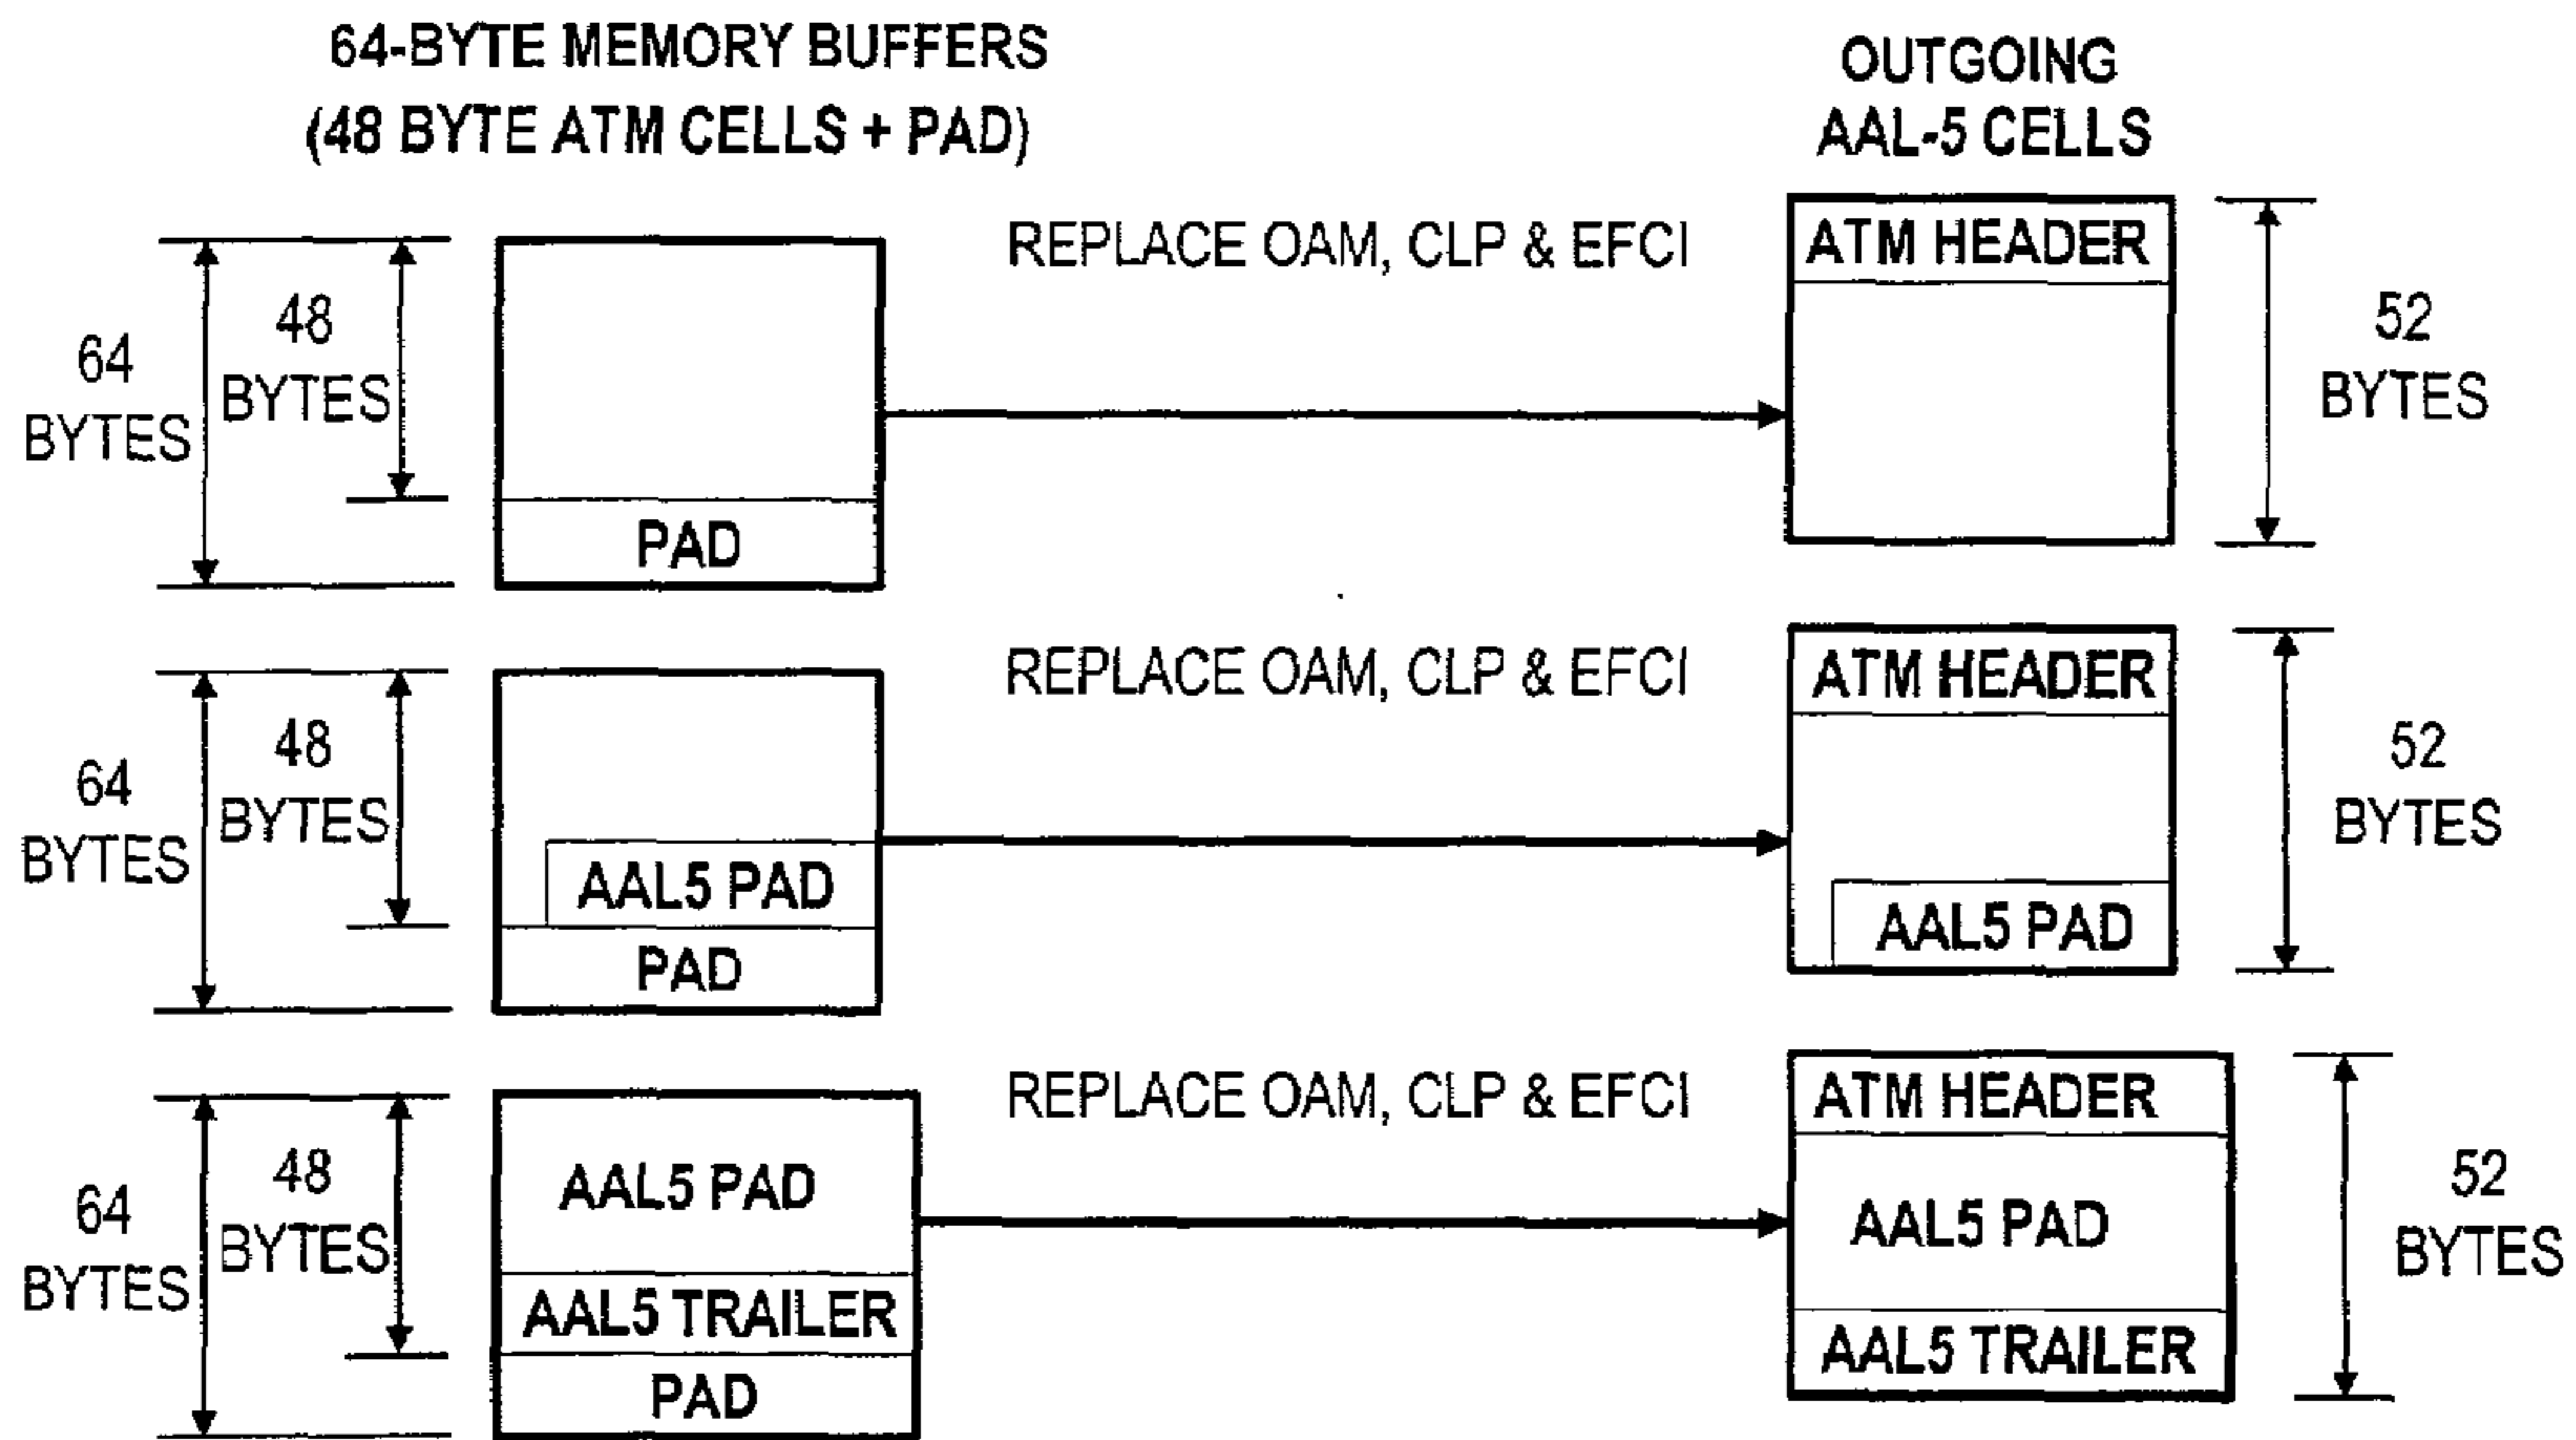 64-BYTE MEMORY BUFFERS
(48 BYTE ATM CELLS + PAD)
OUTGOING
AAL-5 CELLS
64
BYTES
48
BYTES
PAD
REPLACE OAM, CLP & EFCI
ATM HEADER
52
BYTES
64
BYTES
48
BYTES
AAL5 PAD
PAD
REPLACE OAM, CLP & EFCI
ATM HEADER
AAL5 PAD
52
BYTES
64
BYTES
48
BYTES
AAL5 PAD
AAL5 TRAILER
PAD
REPLACE OAM, CLP & EFCI
ATM HEADER
AAL5 PAD
AAL5 TRAILER
52
BYTES